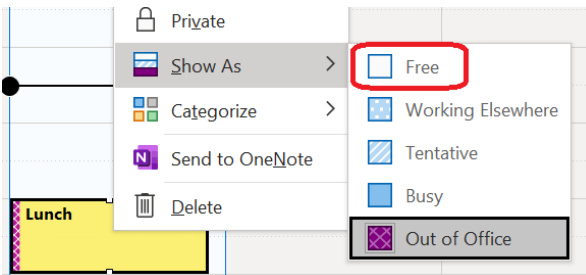 Private
Show As
Categorize
Send to OneNote
Delete
Free
Working Elsewhere
Tentative
Busy
Out of Office
Lunch